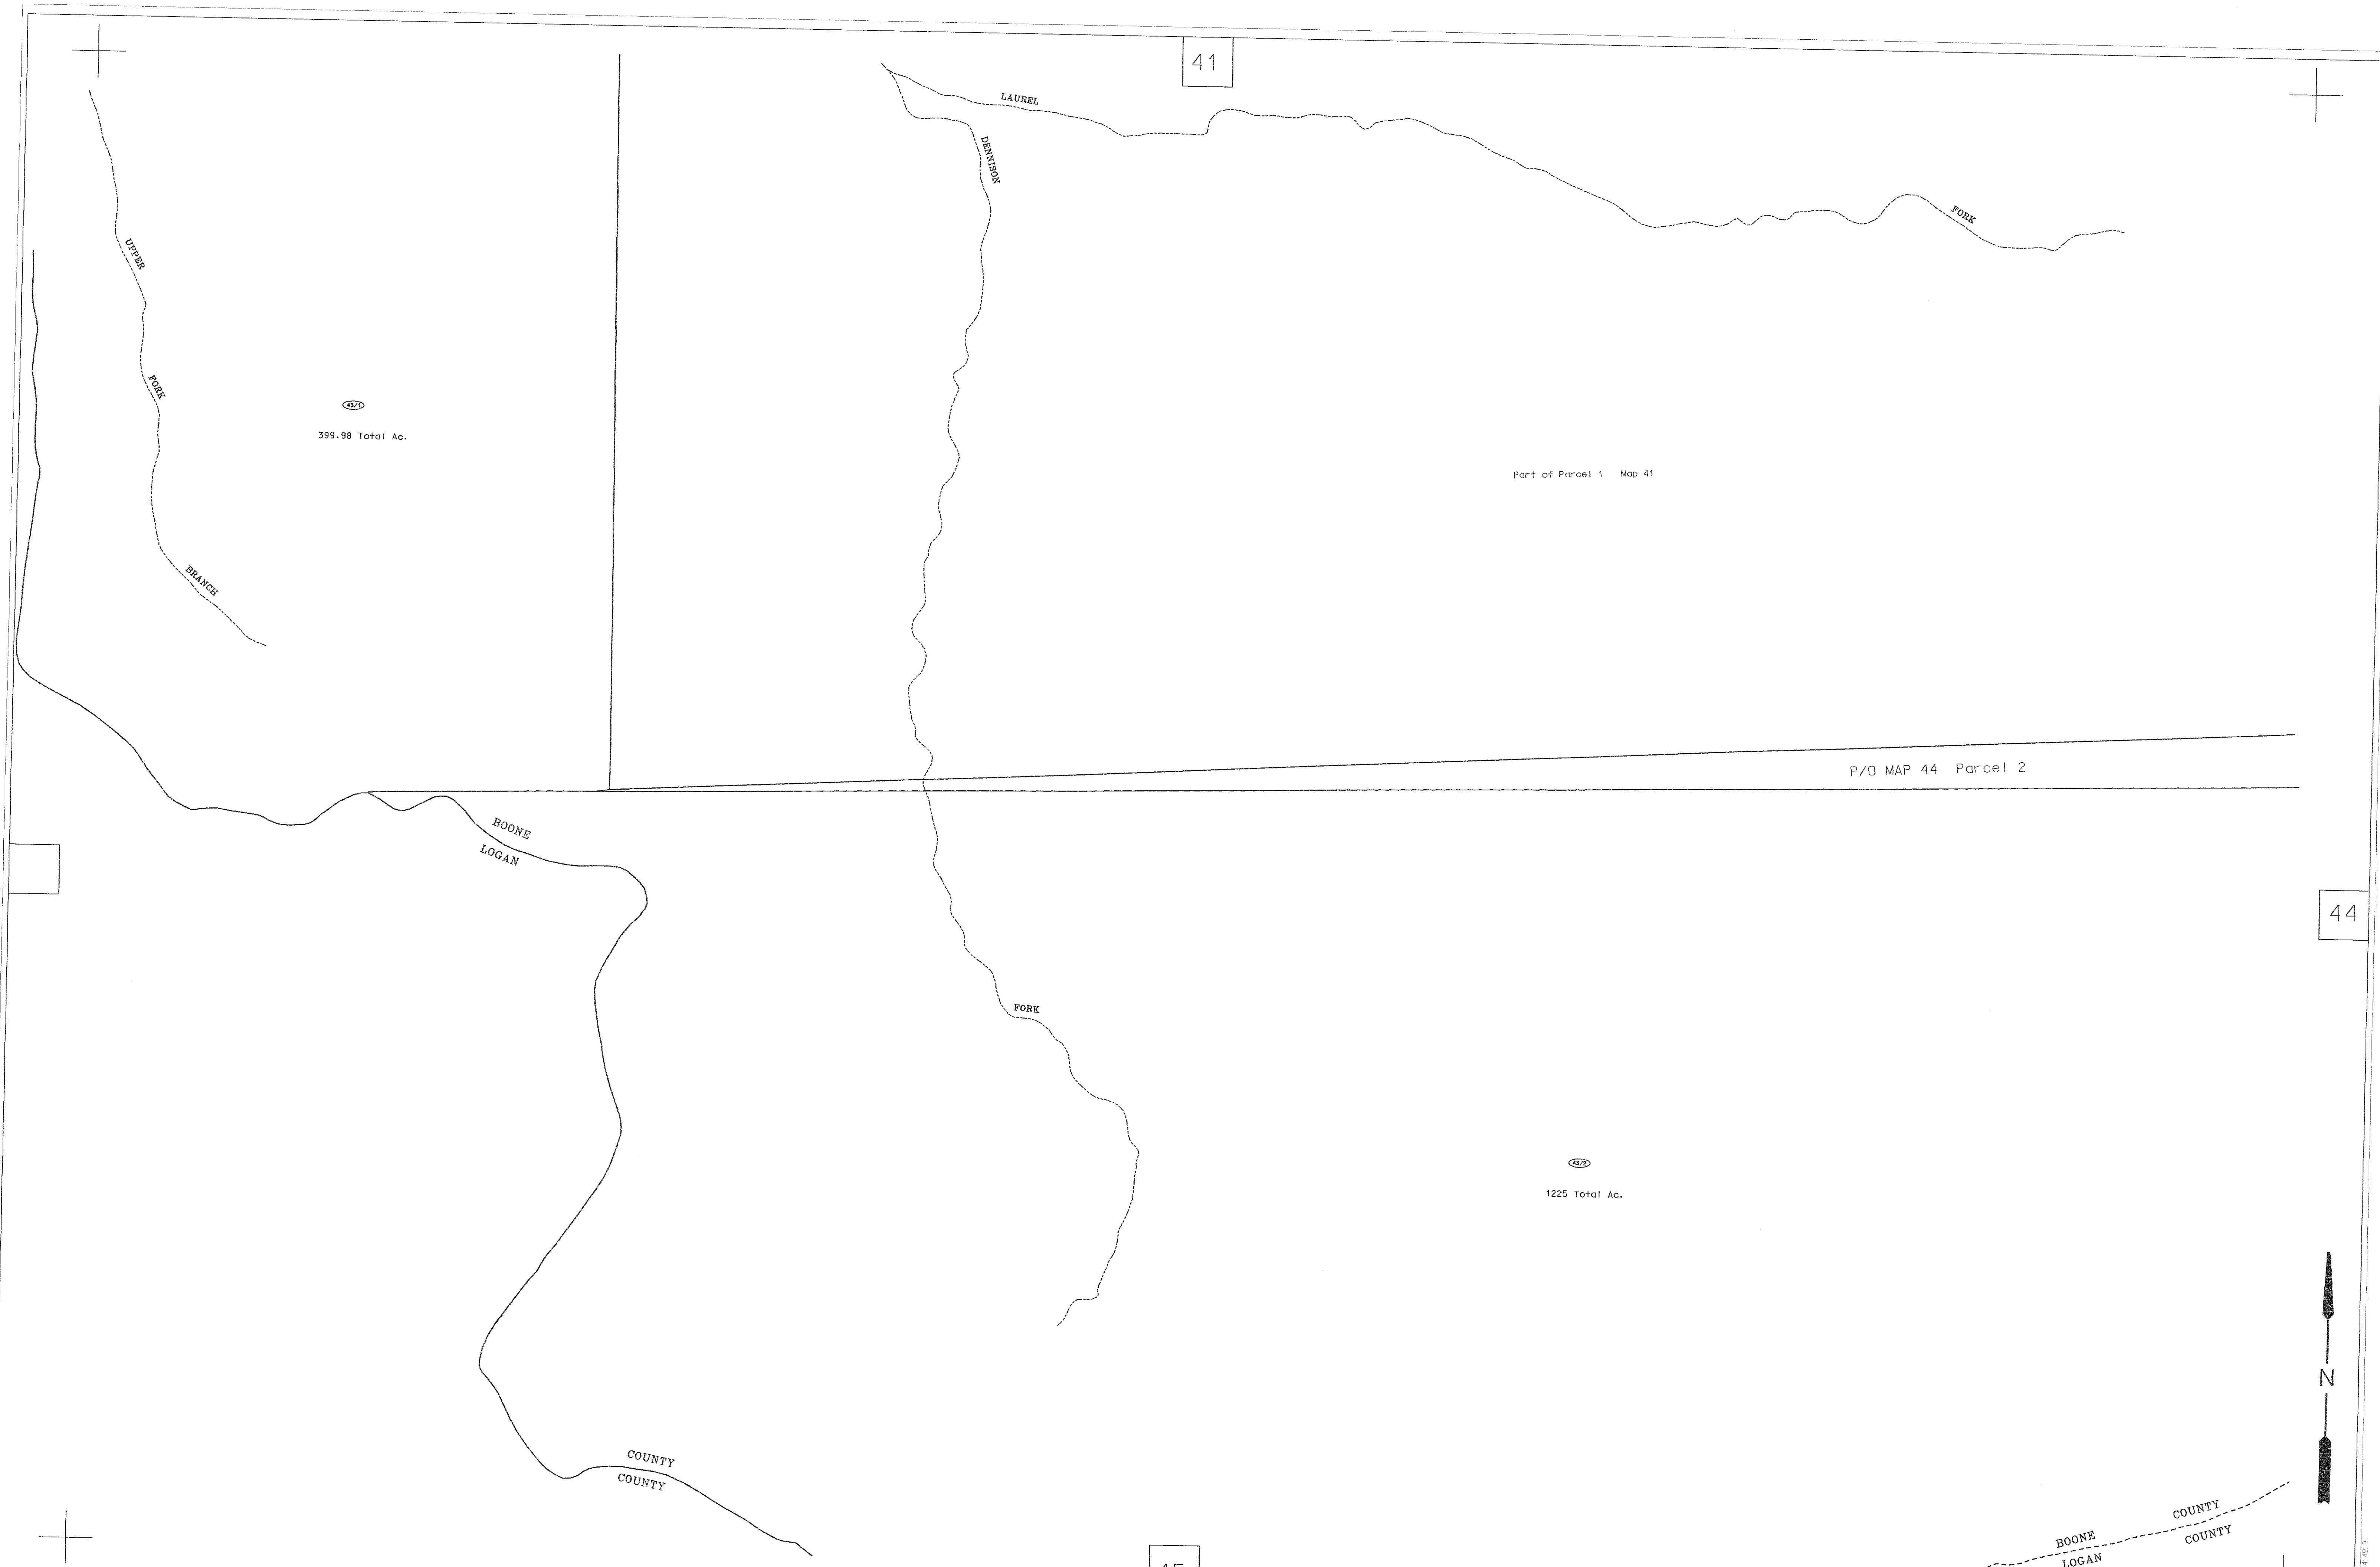 41
LAUREL
DENNISON
FORK
UPPER
FORK
43/1
399.98 Total Ac.
Part of Parcel 1 Map 41
BRANCH
P/O MAP 44 Parcel 2
BOONE
LOGAN
44
FORK
43/2
1225 Total Ac.
N
COUNTY
COUNTY
COUNTY
BOONE
COUNTY
LOGAN